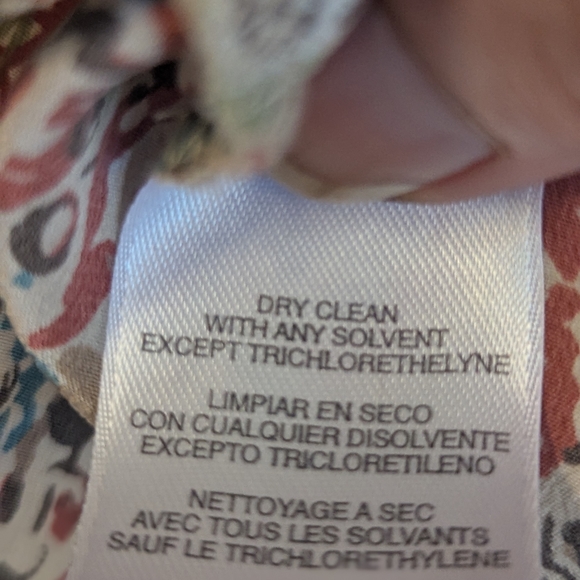 DRY CLEAN
WITH ANY SOLVENT
EXCEPT TRICHLORETHELYNE
LIMPIAR EN SECO
CON CUALQUIER DISOLVENTE
EXCEPTO TRICLORETILENO
NETTOYAGE A SEC
AVEC TOUS LES SOLVANTS
SAUF LE TRICHLORETHYLENE